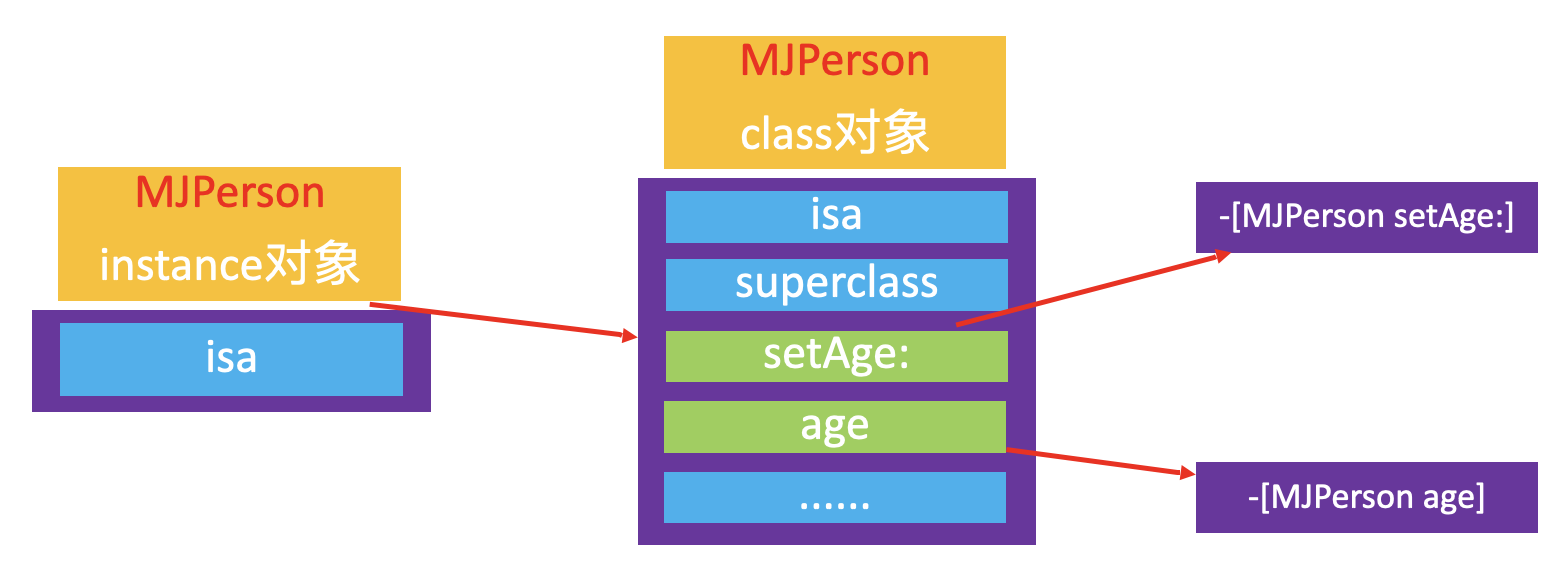 MJPerson
instance对象
isa
MJPerson
class对象
isa
superclass
setAge:
age
......
-[MJPerson setAge:]
-[MJPerson age]